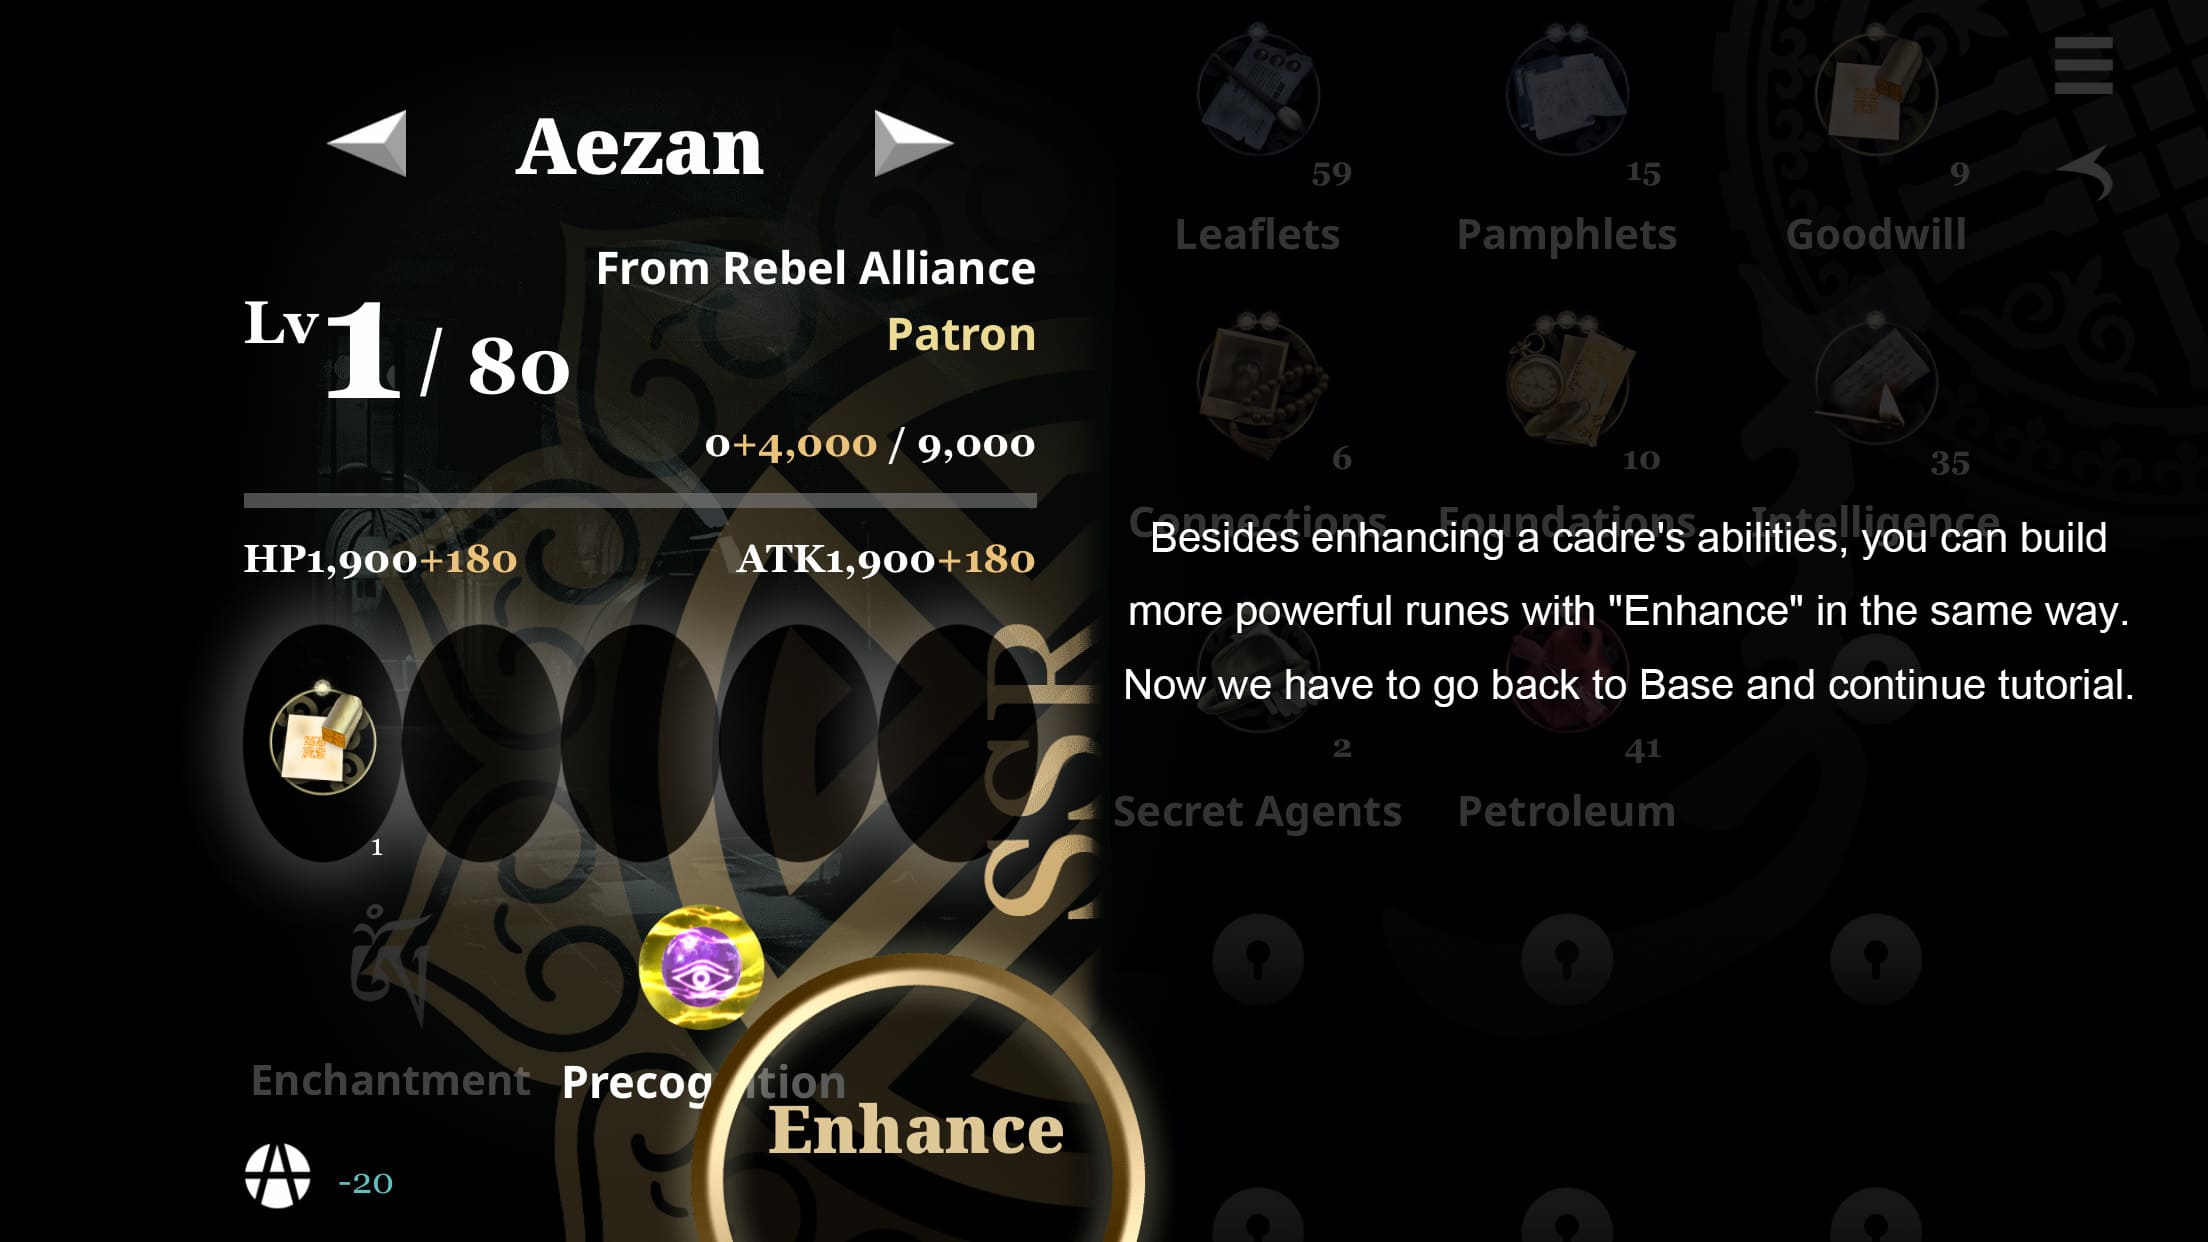 Aezan
From Rebel Alliance
Patron
Lv 1 / 80
0+4,000 / 9,000
HP1,900+180
ATK1,900+180
1
SSR
Enchantment
Precognition
-20
Enhance
59
15
9
Leaflets
Pamphlets
Goodwill
6
10
35
Connections
Foundations
Intelligence
Besides enhancing a cadre's abilities, you can build
more powerful runes with "Enhance" in the same way.
Now we have to go back to Base and continue tutorial.
2
41
Secret Agents
Petroleum